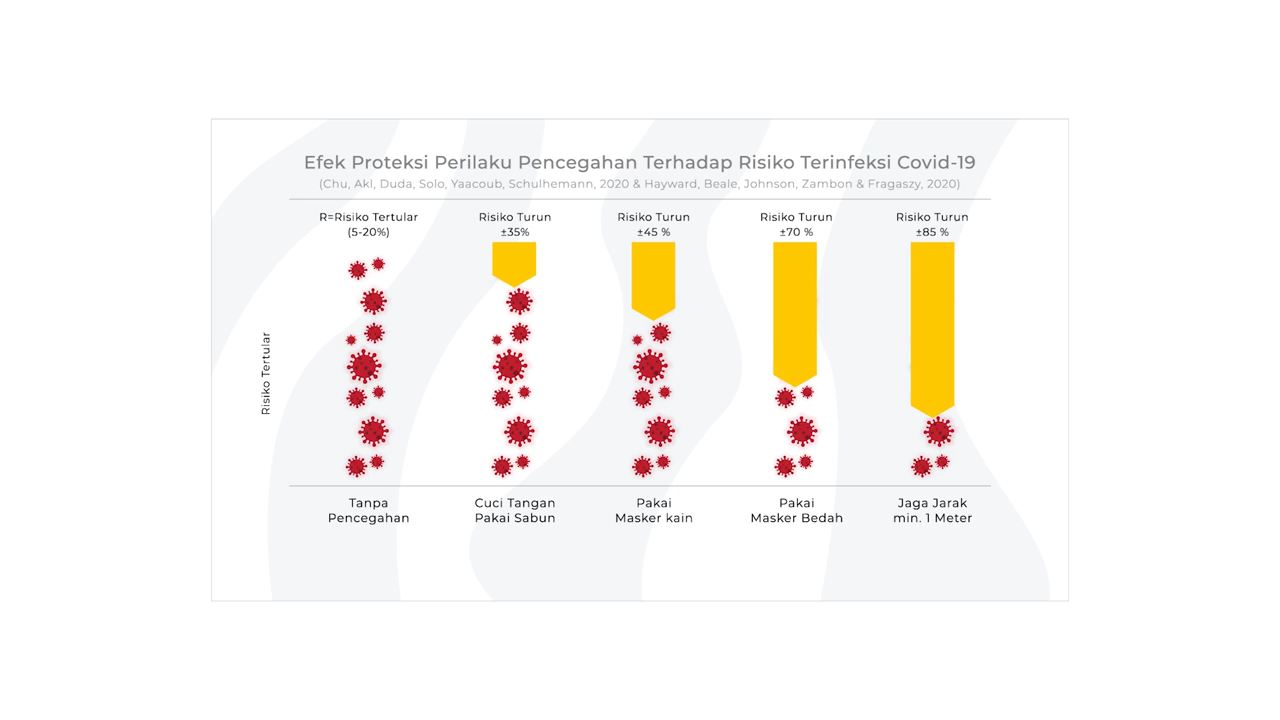 Efek Proteksi Perilaku Pencegahan Terhadap Risiko Terinfeksi Covid-19
(Chu, Akl, Duda, Solo, Yaacoub, Schulhemann, 2020 & Hayward, Beale, Johnson, Zambon & Fragaszy, 2020)
R=Risiko Tertular
(5-20%)
Risiko Turun
±35%
Risiko Turun
±45 %
Risiko Turun
±70 %
Risiko Turun
±85 %
Risiko Tertular
Tanpa
Pencegahan
Cuci Tangan
Pakai Sabun
Pakai
Masker kain
Pakai
Masker Bedah
Jaga Jarak
min. 1 Meter